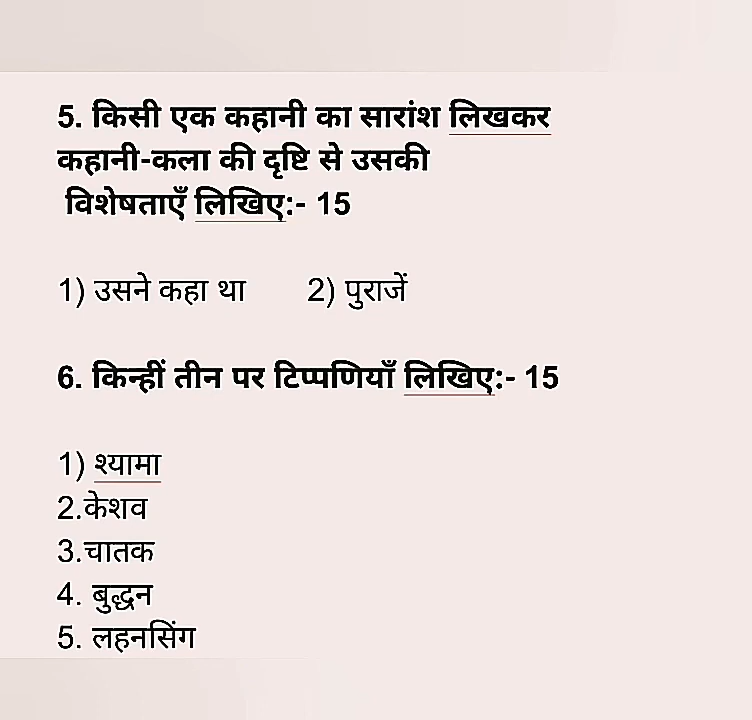 5. किसी एक कहानी का सारांश लिखकर
कहानी-कला की दृष्टि से उसकी
विशेषताएँ लिखिए:- 15
1) उसने कहा था 2) पुराजें
6. किन्हीं तीन पर टिप्पणियाँ लिखिए:- 15
1) श्यामा
2.केशव
3.चातक
4. बुद्धन
5. लहनसिंग